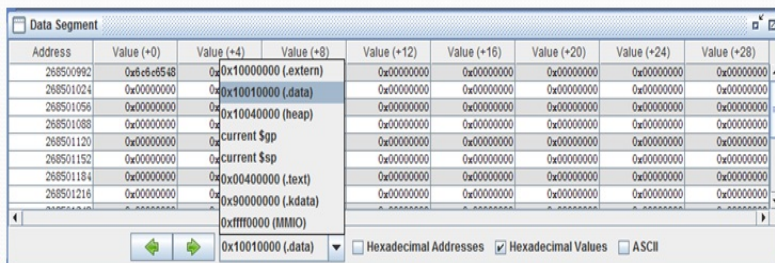 Data Segment
Address Value (+0) Value (+4) Value (+8) Value (+12) Value (+16) Value (+20) Value (+24) Value (+28)
268500992 0x6c6c6548 0x00000000 0x00000000 0x00000000 0x00000000 0x00000000
268501024 0x00000000 0x00000000 0x00000000 0x00000000 0x00000000 0x00000000
268501056 0x00000000 0x00000000 0x00000000 0x00000000 0x00000000 0x00000000
268501088 0x00000000 0x00000000 0x00000000 0x00000000 0x00000000 0x00000000
268501120 0x00000000 0x00000000 0x00000000 0x00000000 0x00000000 0x00000000
268501152 0x00000000 0x00000000 0x00000000 0x00000000 0x00000000 0x00000000
268501184 0x00000000 0x00000000 0x00000000 0x00000000 0x00000000 0x00000000
268501216 0x00000000 0x00000000 0x00000000 0x00000000 0x00000000 0x00000000
0x10000000 (.extern)
0x10010000 (.data)
0x10040000 (heap)
current $gp
current $sp
0x00400000 (.text)
0x90000000 (.kdata)
0xffff0000 (MMIO)
0x10010000 (.data) Hexadecimal Addresses Hexadecimal Values ASCII